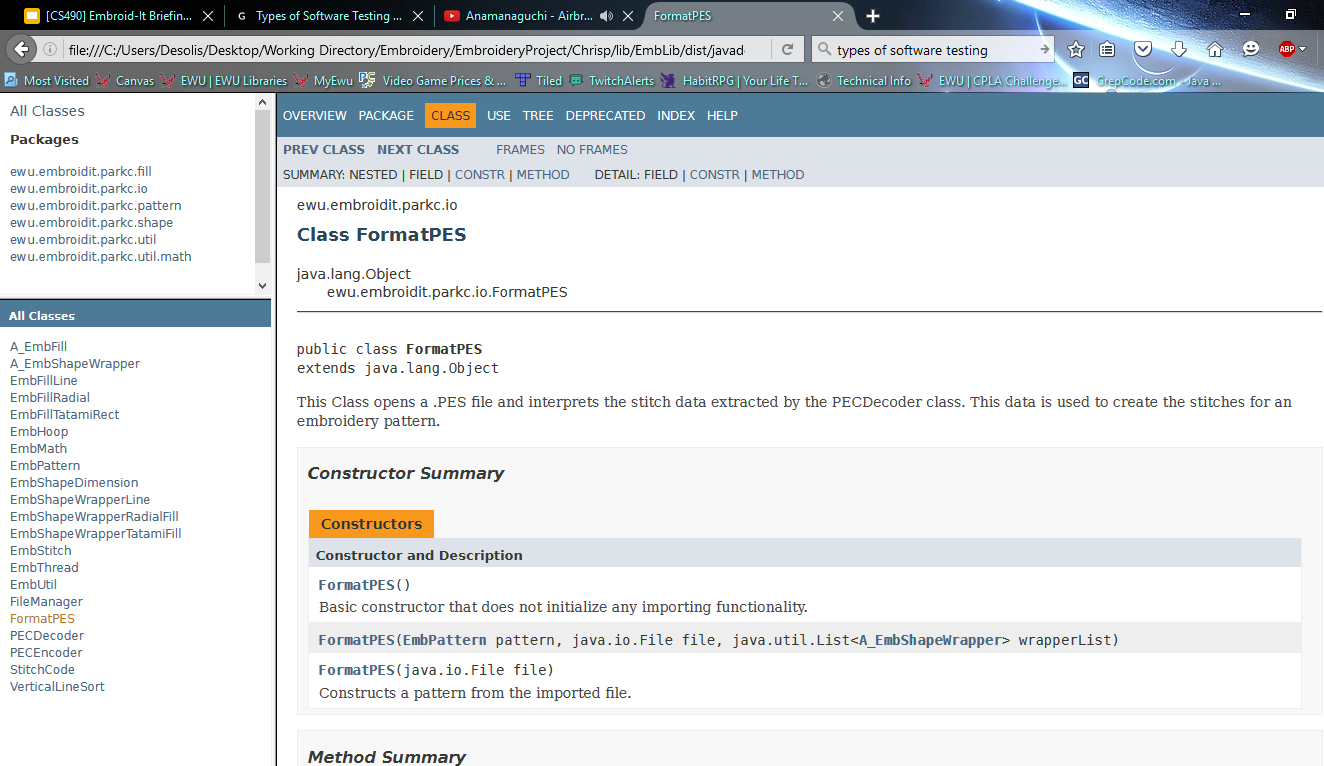 [CS490] Embroid-It Briefin...
G Types of Software Testing ...
Anamanaguchi - Airbr...
FormatPES
file:///C:/Users/Desolis/Desktop/Working Directory/Embroidery/EmbroideryProject/Chrisp/lib/EmbLib/dist/javad
types of software testing
ABP
Most Visited Canvas EWU | EWU Libraries MyEwu Video Game Prices & ... Tiled TwitchAlerts HabitRPG | Your Life T... Technical Info EWU | CPLA Challenge... GC GrepCode.com - Java ...
All Classes
Packages
ewu.embroidit.parkc.fill
ewu.embroidit.parkc.io
ewu.embroidit.parkc.pattern
ewu.embroidit.parkc.shape
ewu.embroidit.parkc.util
ewu.embroidit.parkc.util.math
All Classes
A_EmbFill
A_EmbShapeWrapper
EmbFillLine
EmbFillRadial
EmbFillTatamiRect
EmbHoop
EmbMath
EmbPattern
EmbShapeDimension
EmbShapeWrapperLine
EmbShapeWrapperRadialFill
EmbShapeWrapperTatamiFill
EmbStitch
EmbThread
EmbUtil
FileManager
FormatPES
PECDecoder
PECEncoder
StitchCode
VerticalLineSort
OVERVIEW PACKAGE CLASS USE TREE DEPRECATED INDEX HELP
PREV CLASS NEXT CLASS FRAMES NO FRAMES
SUMMARY: NESTED | FIELD | CONSTR | METHOD DETAIL: FIELD | CONSTR | METHOD
ewu.embroidit.parkc.io
Class FormatPES
java.lang.Object
ewu.embroidit.parkc.io.FormatPES
public class FormatPES
extends java.lang.Object
This Class opens a .PES file and interprets the stitch data extracted by the PECDecoder class. This data is used to create the stitches for an
embroidery pattern.
Constructor Summary
Constructors
Constructor and Description
FormatPES()
Basic constructor that does not initialize any importing functionality.
FormatPES(EmbPattern pattern, java.io.File file, java.util.List<A_EmbShapeWrapper> wrapperList)
FormatPES(java.io.File file)
Constructs a pattern from the imported file.
Method Summary